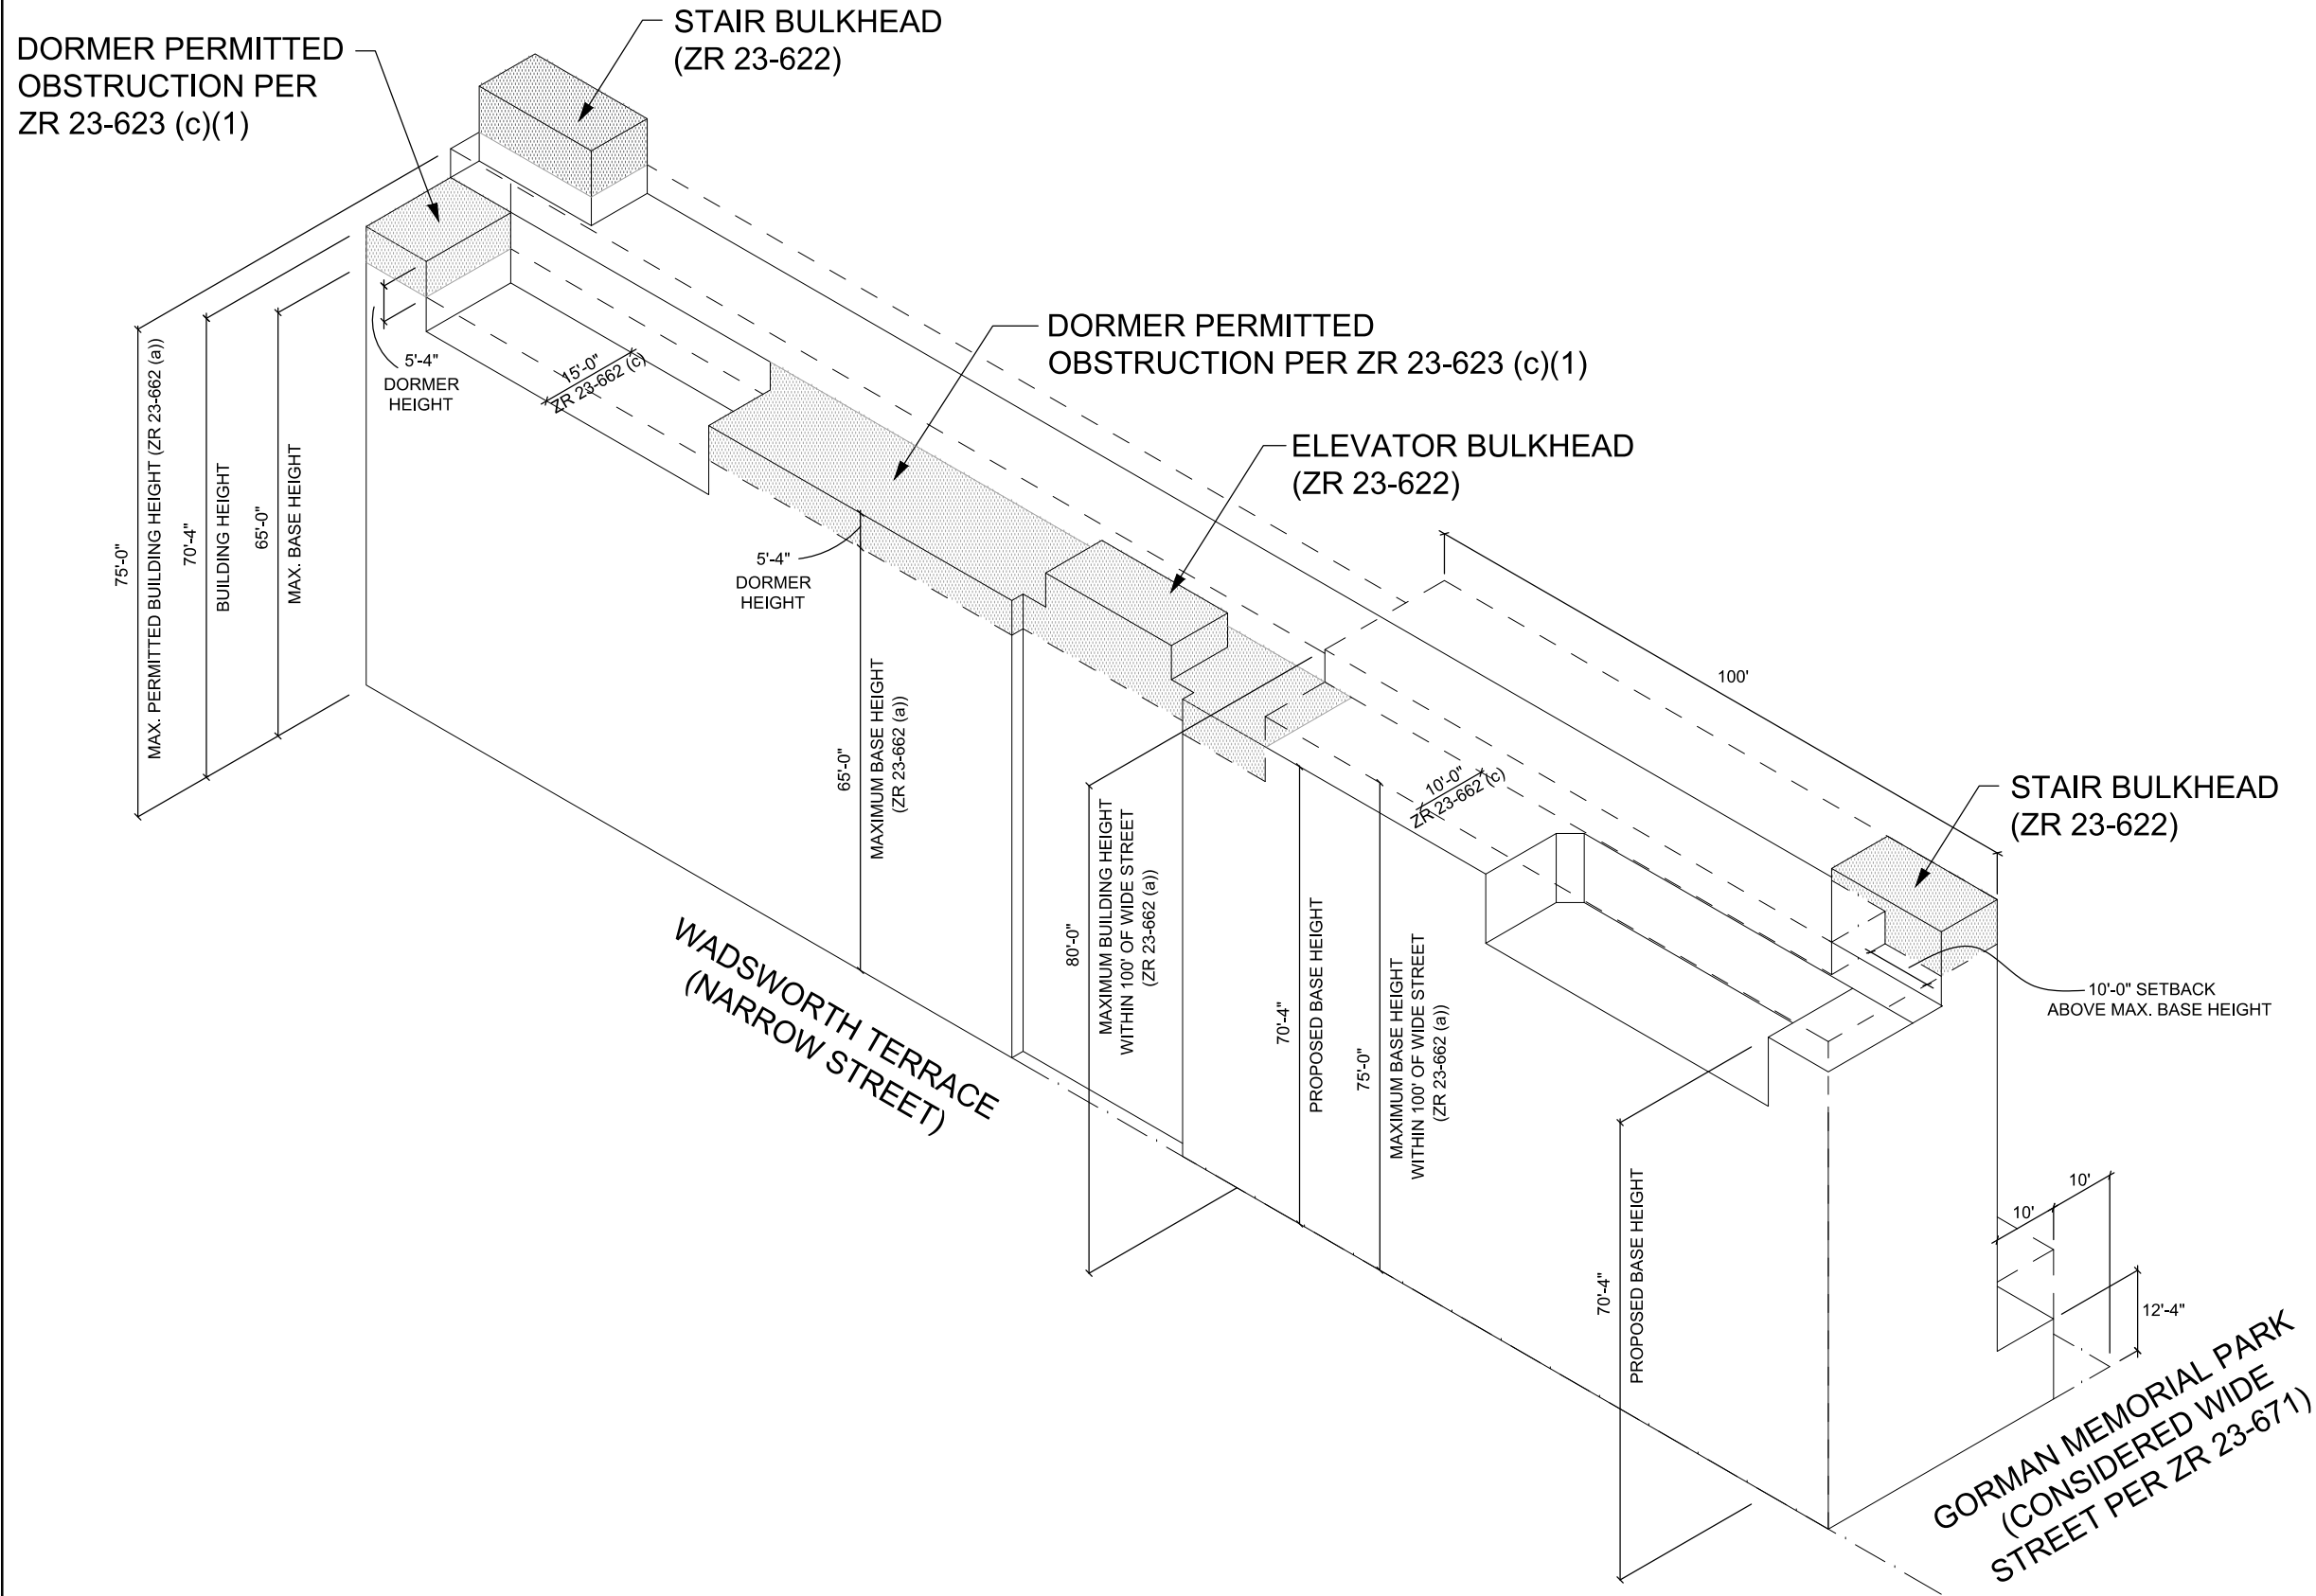 STAIR BULKHEAD
(ZR 23-622)
DORMER PERMITTED
OBSTRUCTION PER
ZR 23-623 (c)(1)
DORMER PERMITTED
OBSTRUCTION PER ZR 23-623 (c)(1)
5'-4"
DORMER
HEIGHT
15'-0"
ZR 23-662 (c)
ELEVATOR BULKHEAD
(ZR 23-622)
75'-0"
MAX. PERMITTED BUILDING HEIGHT (ZR 23-662 (a))
70'-4"
BUILDING HEIGHT
65'-0"
MAX. BASE HEIGHT
5'-4"
DORMER
HEIGHT
100'
65'-0"
MAXIMUM BASE HEIGHT
(ZR 23-662 (a))
10'-0"
ZR 23-662 (c)
STAIR BULKHEAD
(ZR 23-622)
80'-0"
MAXIMUM BUILDING HEIGHT
WITHIN 100' OF WIDE STREET
(ZR 23-662 (a))
70'-4"
PROPOSED BASE HEIGHT
75'-0"
MAXIMUM BASE HEIGHT
WITHIN 100' OF WIDE STREET
(ZR 23-662 (a))
10'-0" SETBACK
ABOVE MAX. BASE HEIGHT
WADSWORTH TERRACE
(NARROW STREET)
70'-4"
PROPOSED BASE HEIGHT
10'
10'
12'-4"
GORMAN MEMORIAL PARK
(CONSIDERED WIDE
STREET PER ZR 23-671)